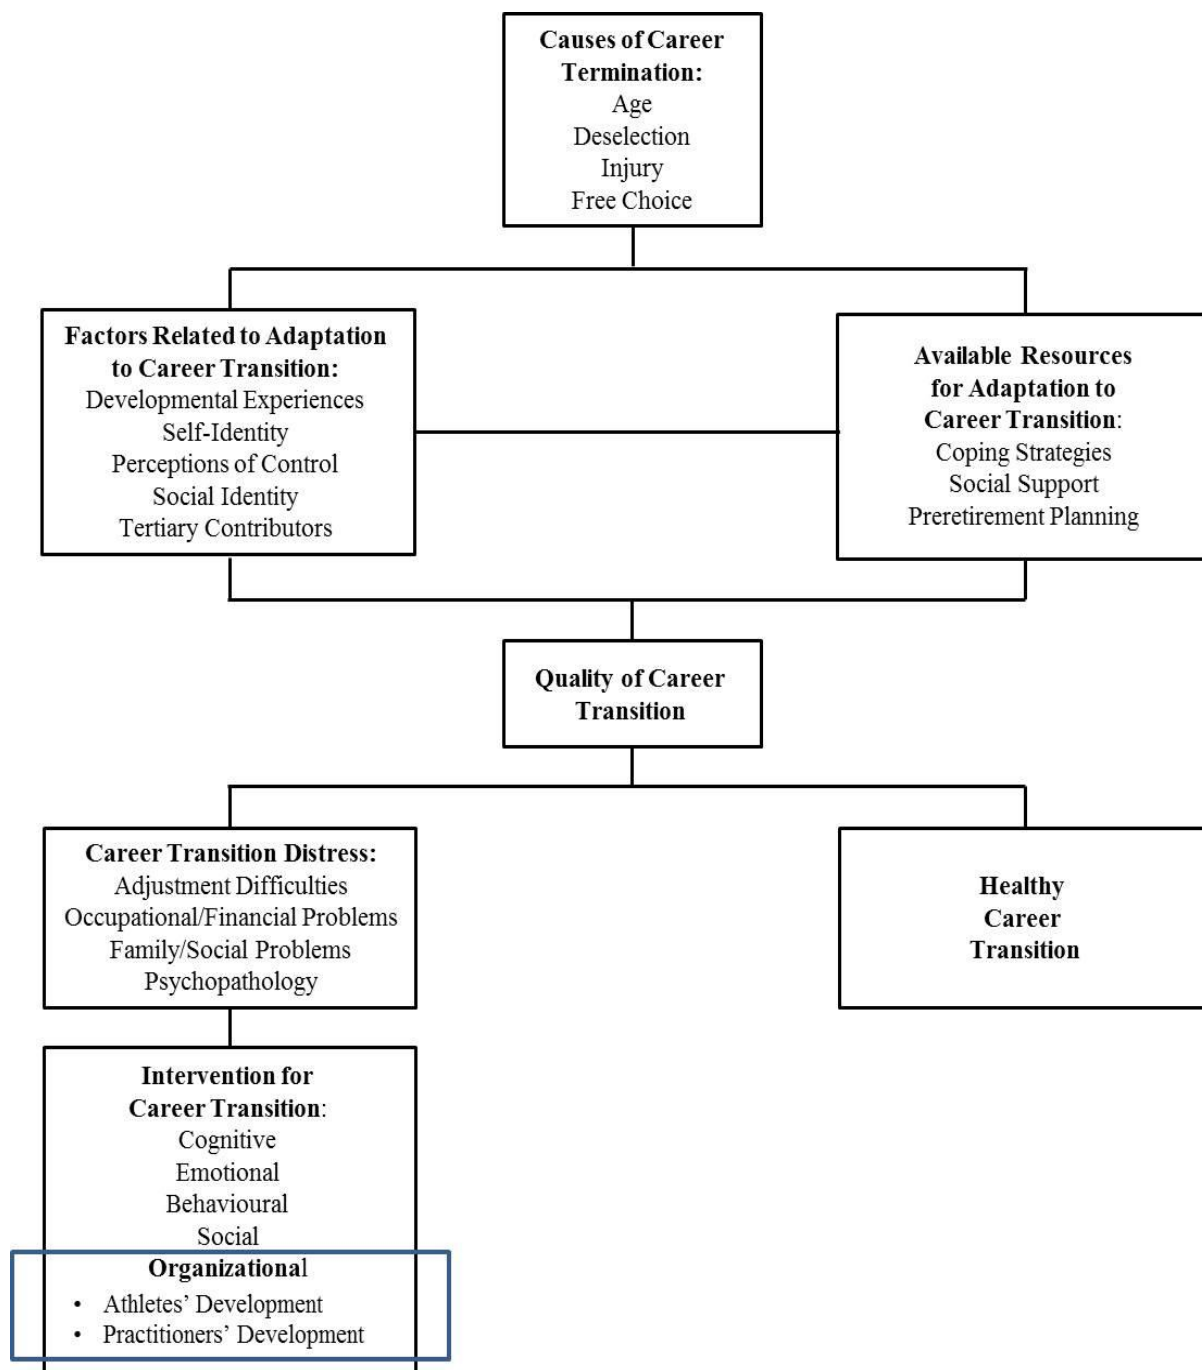 Causes of Career
Termination:
Age
Deselection
Injury
Free Choice
Factors Related to Adaptation
to Career Transition:
Developmental Experiences
Self-Identity
Perceptions of Control
Social Identity
Tertiary Contributors
Available Resources
for Adaptation to
Career Transition:
Coping Strategies
Social Support
Preretirement Planning
Quality of Career
Transition
Career Transition Distress:
Adjustment Difficulties
Occupational/Financial Problems
Family/Social Problems
Psychopathology
Healthy
Career
Transition
Intervention for
Career Transition:
Cognitive
Emotional
Behavioural
Social
Organizational
• Athletes’ Development
• Practitioners’ Development